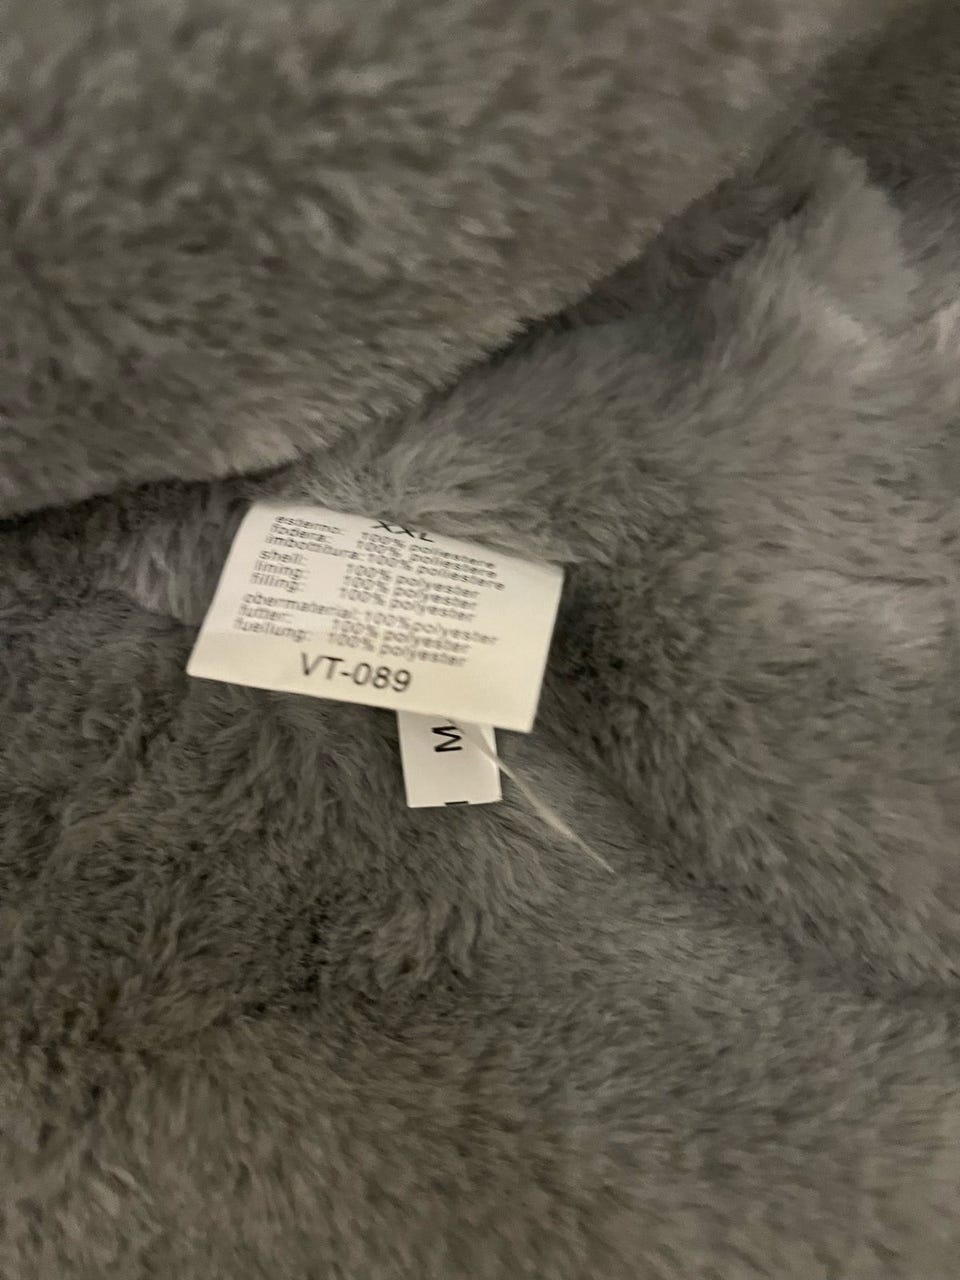 XXL
esterno: 100% poliestere
fodera: 100% poliestere
imbottitura: 100% poliestere
shell: 100% polyester
lining: 100% polyester
filling: 100% polyester
obermaterial: 100% polyester
futter: 100% polyester
fuellung: 100% polyester
VT-089
M